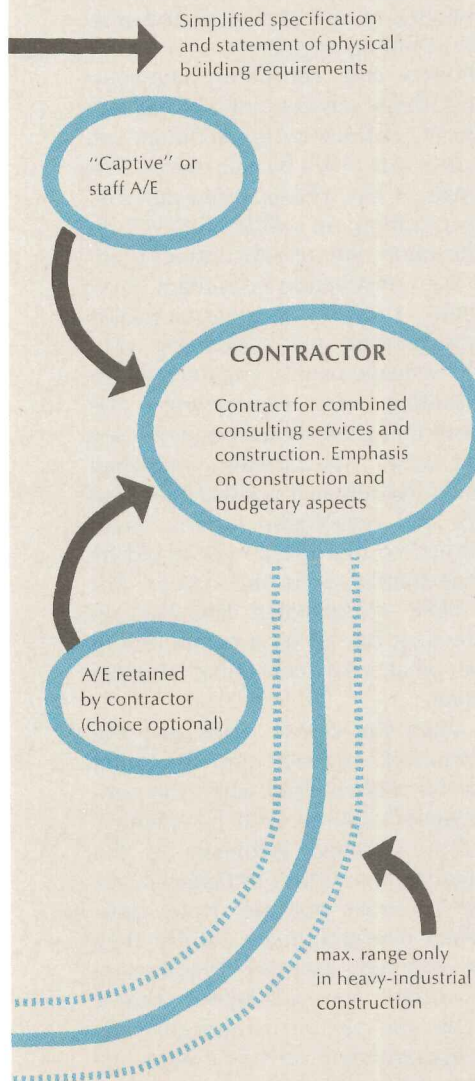 Simplified specification
and statement of physical
building requirements
"Captive" or
staff A/E
CONTRACTOR
Contract for combined
consulting services and
construction. Emphasis
on construction and
budgetary aspects
A/E retained
by contractor
(choice optional)
max. range only
in heavy-industrial
construction